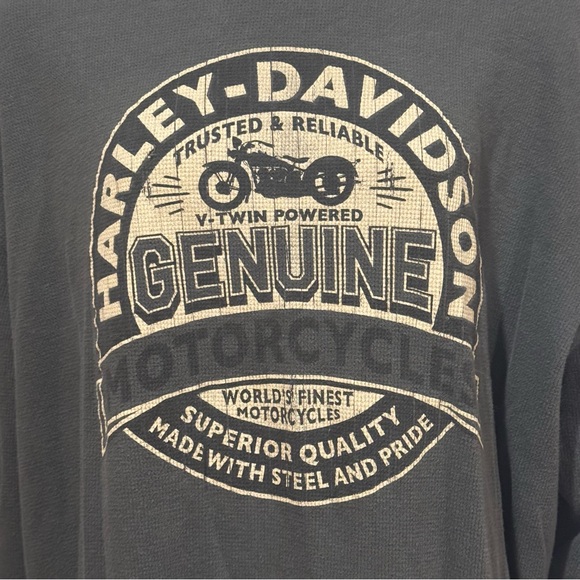 HARLEY-DAVIDSON
TRUSTED & RELIABLE
V-TWIN POWERED
GENUINE
MOTORCYCLES
WORLD'S FINEST
MOTORCYCLES
SUPERIOR QUALITY
MADE WITH STEEL AND PRIDE